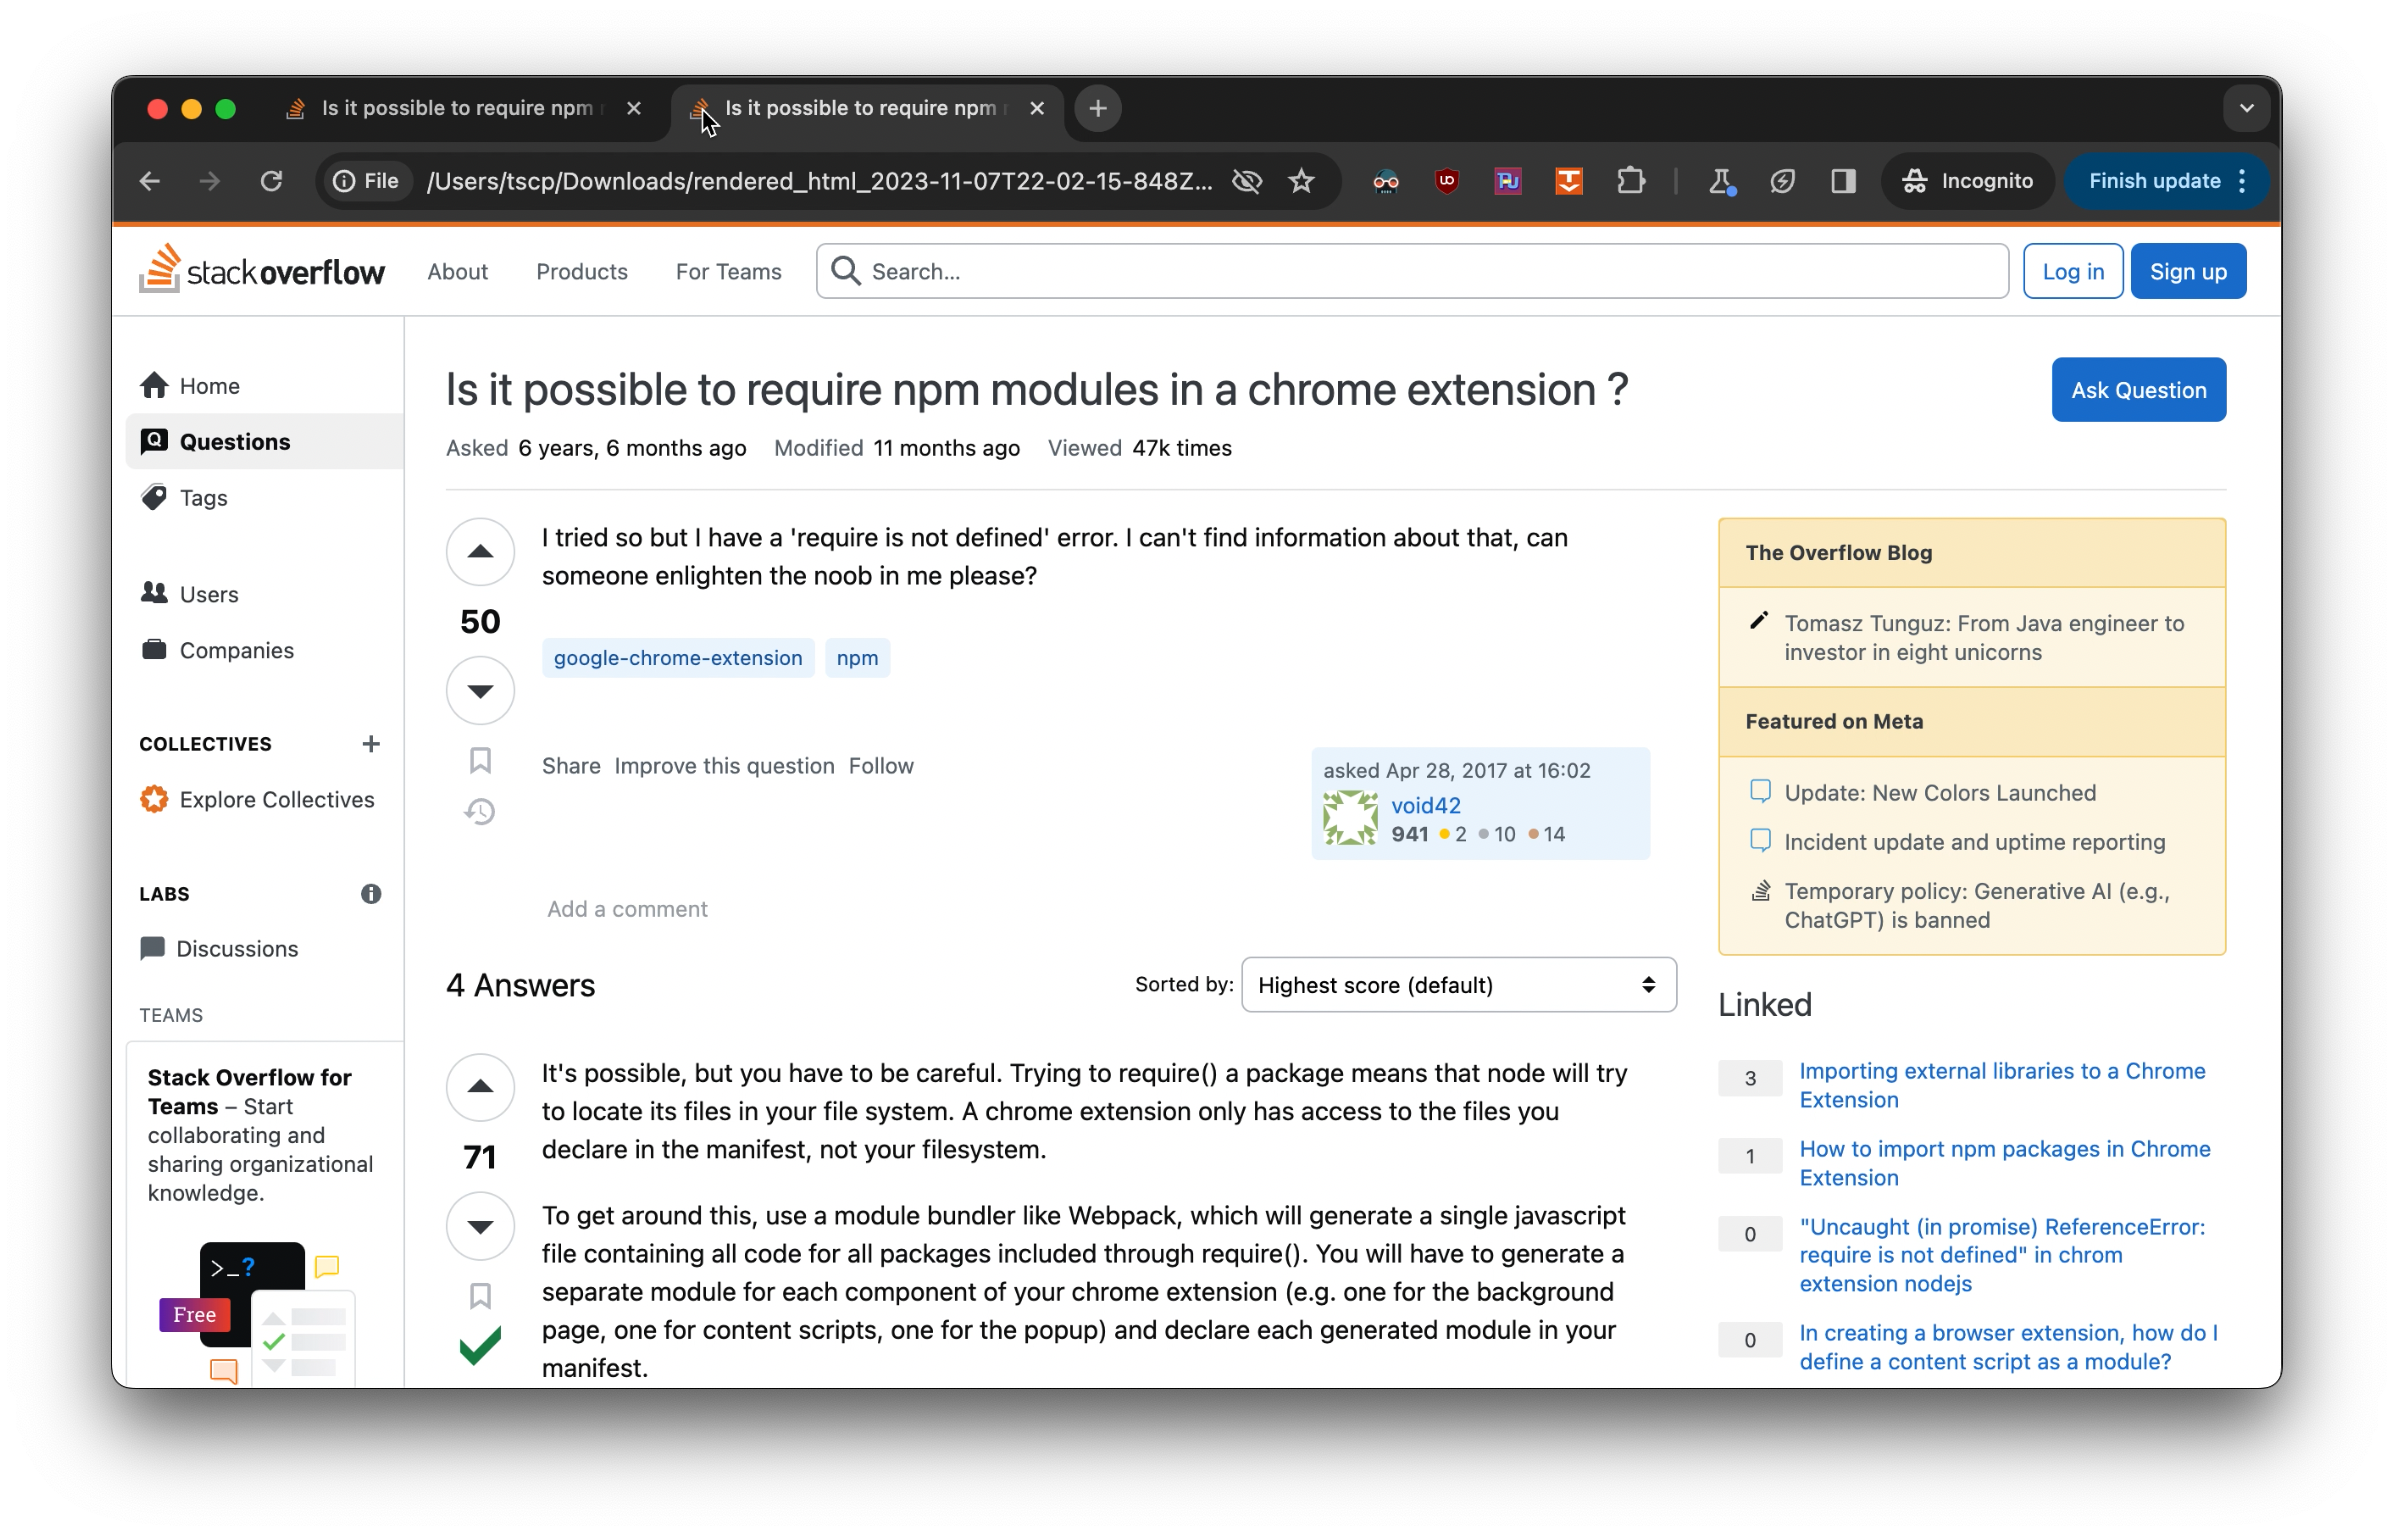 Is it possible to require npm
Is it possible to require npm
File
/Users/tscp/Downloads/rendered_html_2023-11-07T22-02-15-848Z...
Incognito
Finish update
stackoverflow
About
Products
For Teams
Search...
Log in
Sign up
Home
Questions
Tags
Users
Companies
COLLECTIVES
Explore Collectives
LABS
Discussions
TEAMS
Stack Overflow for
Teams – Start
collaborating and
sharing organizational
knowledge.
>_?
Free
Is it possible to require npm modules in a chrome extension ?
Ask Question
Asked 6 years, 6 months ago Modified 11 months ago Viewed 47k times
50
I tried so but I have a 'require is not defined' error. I can't find information about that, can
someone enlighten the noob in me please?
google-chrome-extension npm
Share Improve this question Follow
asked Apr 28, 2017 at 16:02
void42
941 2 10 14
Add a comment
4 Answers
Sorted by:
Highest score (default)
71
It's possible, but you have to be careful. Trying to require() a package means that node will try
to locate its files in your file system. A chrome extension only has access to the files you
declare in the manifest, not your filesystem.
To get around this, use a module bundler like Webpack, which will generate a single javascript
file containing all code for all packages included through require(). You will have to generate a
separate module for each component of your chrome extension (e.g. one for the background
page, one for content scripts, one for the popup) and declare each generated module in your
manifest.
The Overflow Blog
Tomasz Tunguz: From Java engineer to
investor in eight unicorns
Featured on Meta
Update: New Colors Launched
Incident update and uptime reporting
Temporary policy: Generative AI (e.g.,
ChatGPT) is banned
Linked
3
Importing external libraries to a Chrome
Extension
1
How to import npm packages in Chrome
Extension
0
"Uncaught (in promise) ReferenceError:
require is not defined" in chrom
extension nodejs
0
In creating a browser extension, how do I
define a content script as a module?